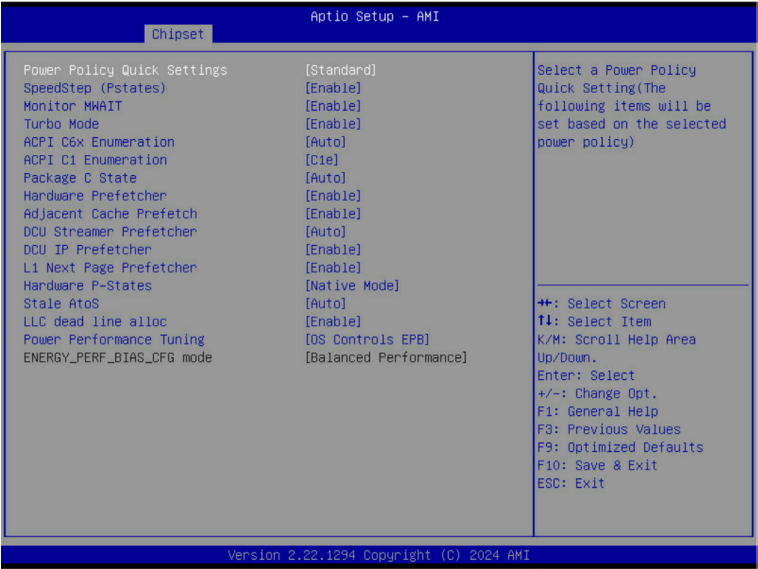 Aptio Setup – AMI
Chipset
Power Policy Quick Settings [Standard]
SpeedStep (Pstates) [Enable]
Monitor MWAIT [Enable]
Turbo Mode [Enable]
ACPI C6x Enumeration [Auto]
ACPI C1 Enumeration [C1e]
Package C State [Auto]
Hardware Prefetcher [Enable]
Adjacent Cache Prefetch [Enable]
DCU Streamer Prefetcher [Auto]
DCU IP Prefetcher [Enable]
L1 Next Page Prefetcher [Enable]
Hardware P-States [Native Mode]
Stale AtoS [Auto]
LLC dead line alloc [Enable]
Power Performance Tuning [OS Controls EPB]
ENERGY_PERF_BIAS_CFG mode [Balanced Performance]
Select a Power Policy
Quick Setting(The
following items will be
set based on the selected
power policy)
→←: Select Screen
↑↓: Select Item
K/M: Scroll Help Area
Up/Down.
Enter: Select
+/-: Change Opt.
F1: General Help
F3: Previous Values
F9: Optimized Defaults
F10: Save & Exit
ESC: Exit
Version 2.22.1294 Copyright (C) 2024 AMI